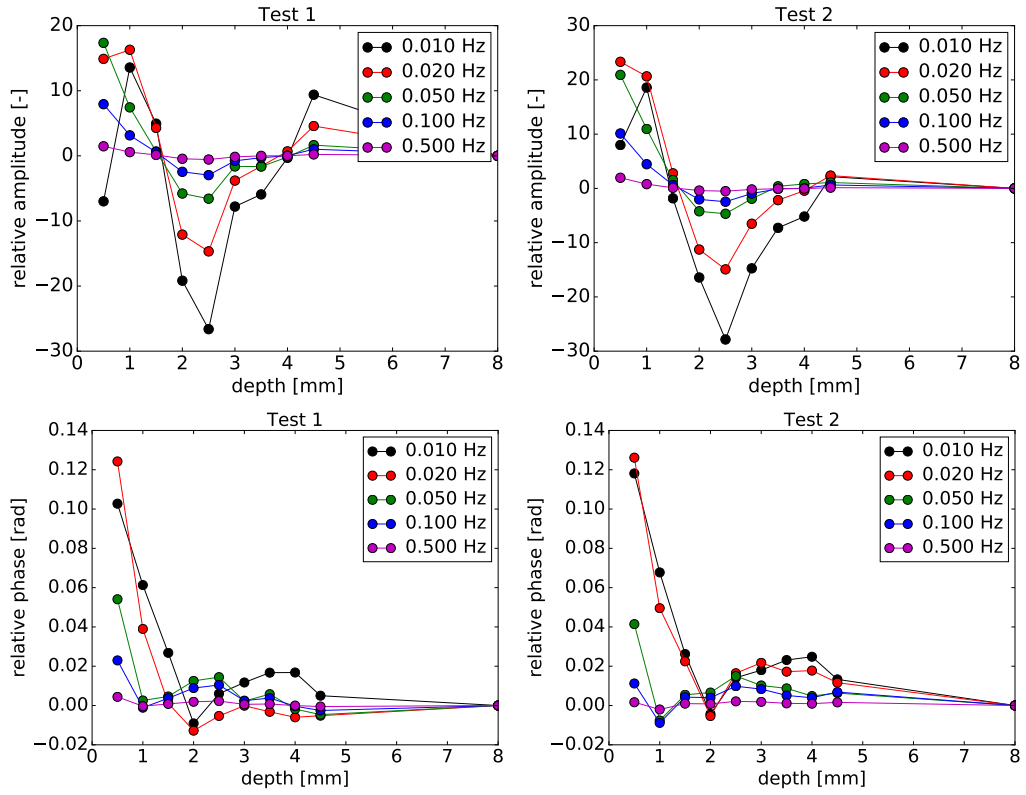 Test 1
relative amplitude [-]
20
10
0
−10
−20
−30
0 1 2 3 4 5 6 7 8
depth [mm]
0.010 Hz
0.020 Hz
0.050 Hz
0.100 Hz
0.500 Hz
Test 2
relative amplitude [-]
30
20
10
0
−10
−20
−30
0 1 2 3 4 5 6 7 8
depth [mm]
0.010 Hz
0.020 Hz
0.050 Hz
0.100 Hz
0.500 Hz
Test 1
relative phase [rad]
0.14
0.12
0.10
0.08
0.06
0.04
0.02
0.00
−0.02
0 1 2 3 4 5 6 7 8
depth [mm]
0.010 Hz
0.020 Hz
0.050 Hz
0.100 Hz
0.500 Hz
Test 2
relative phase [rad]
0.14
0.12
0.10
0.08
0.06
0.04
0.02
0.00
−0.02
0 1 2 3 4 5 6 7 8
depth [mm]
0.010 Hz
0.020 Hz
0.050 Hz
0.100 Hz
0.500 Hz